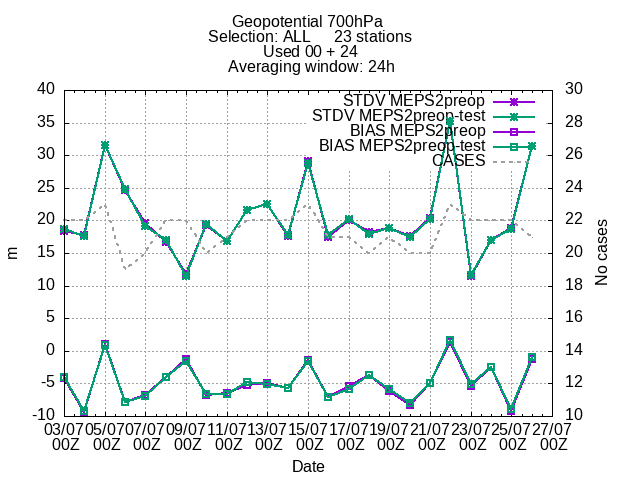 Geopotential 700hPa
Selection: ALL 23 stations
Used 00 + 24
Averaging window: 24h
STDV MEPS2preop
STDV MEPS2preop-test
BIAS MEPS2preop
BIAS MEPS2preop-test
CASES
40 30
35 28
30 26
25 24
20 22
15 20
10 18
5 16
0 14
-5 12
-10 10
m
No cases
03/07 05/07 07/07 09/07 11/07 13/07 15/07 17/07 19/07 21/07 23/07 25/07 27/07
00Z 00Z 00Z 00Z 00Z 00Z 00Z 00Z 00Z 00Z 00Z 00Z 00Z
Date